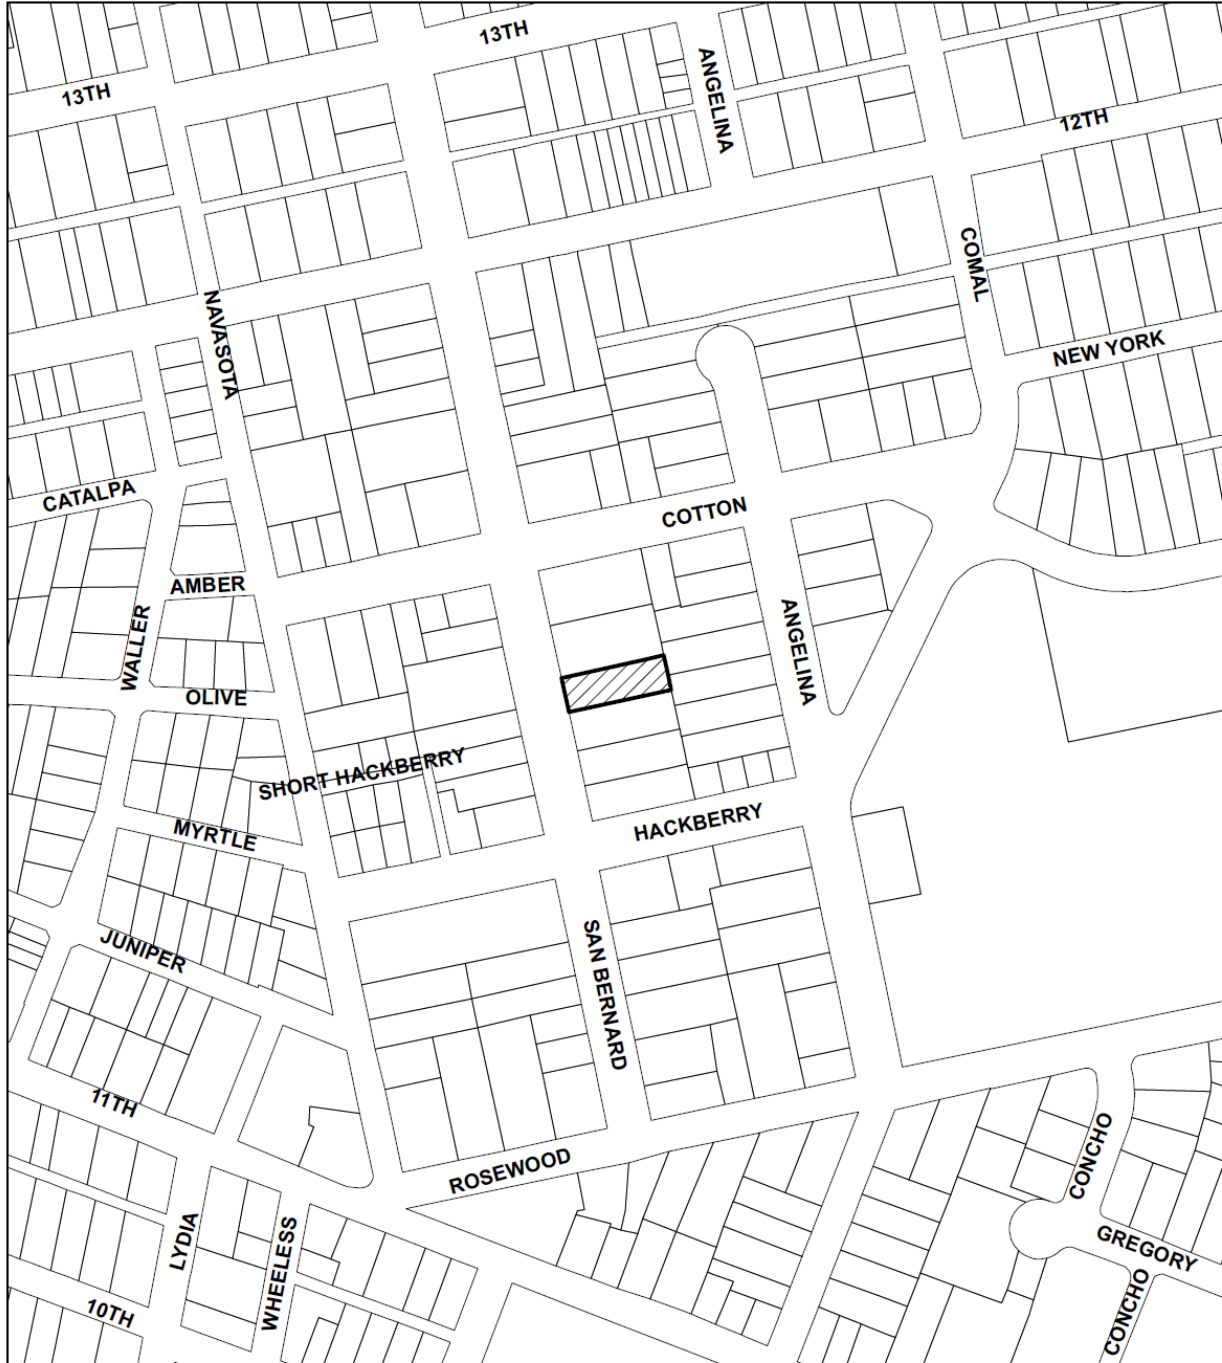 13TH
13TH
ANGELINA
12TH
COMAL
NAVASOTA
NEW YORK
CATALPA
COTTON
AMBER
WALLER
ANGELINA
OLIVE
SHORT HACKBERRY
HACKBERRY
MYRTLE
JUNIPER
SAN BERNARD
11TH
ROSEWOOD
CONCHO
LYDIA
WHEELESS
GREGORY
10TH
CONCHO